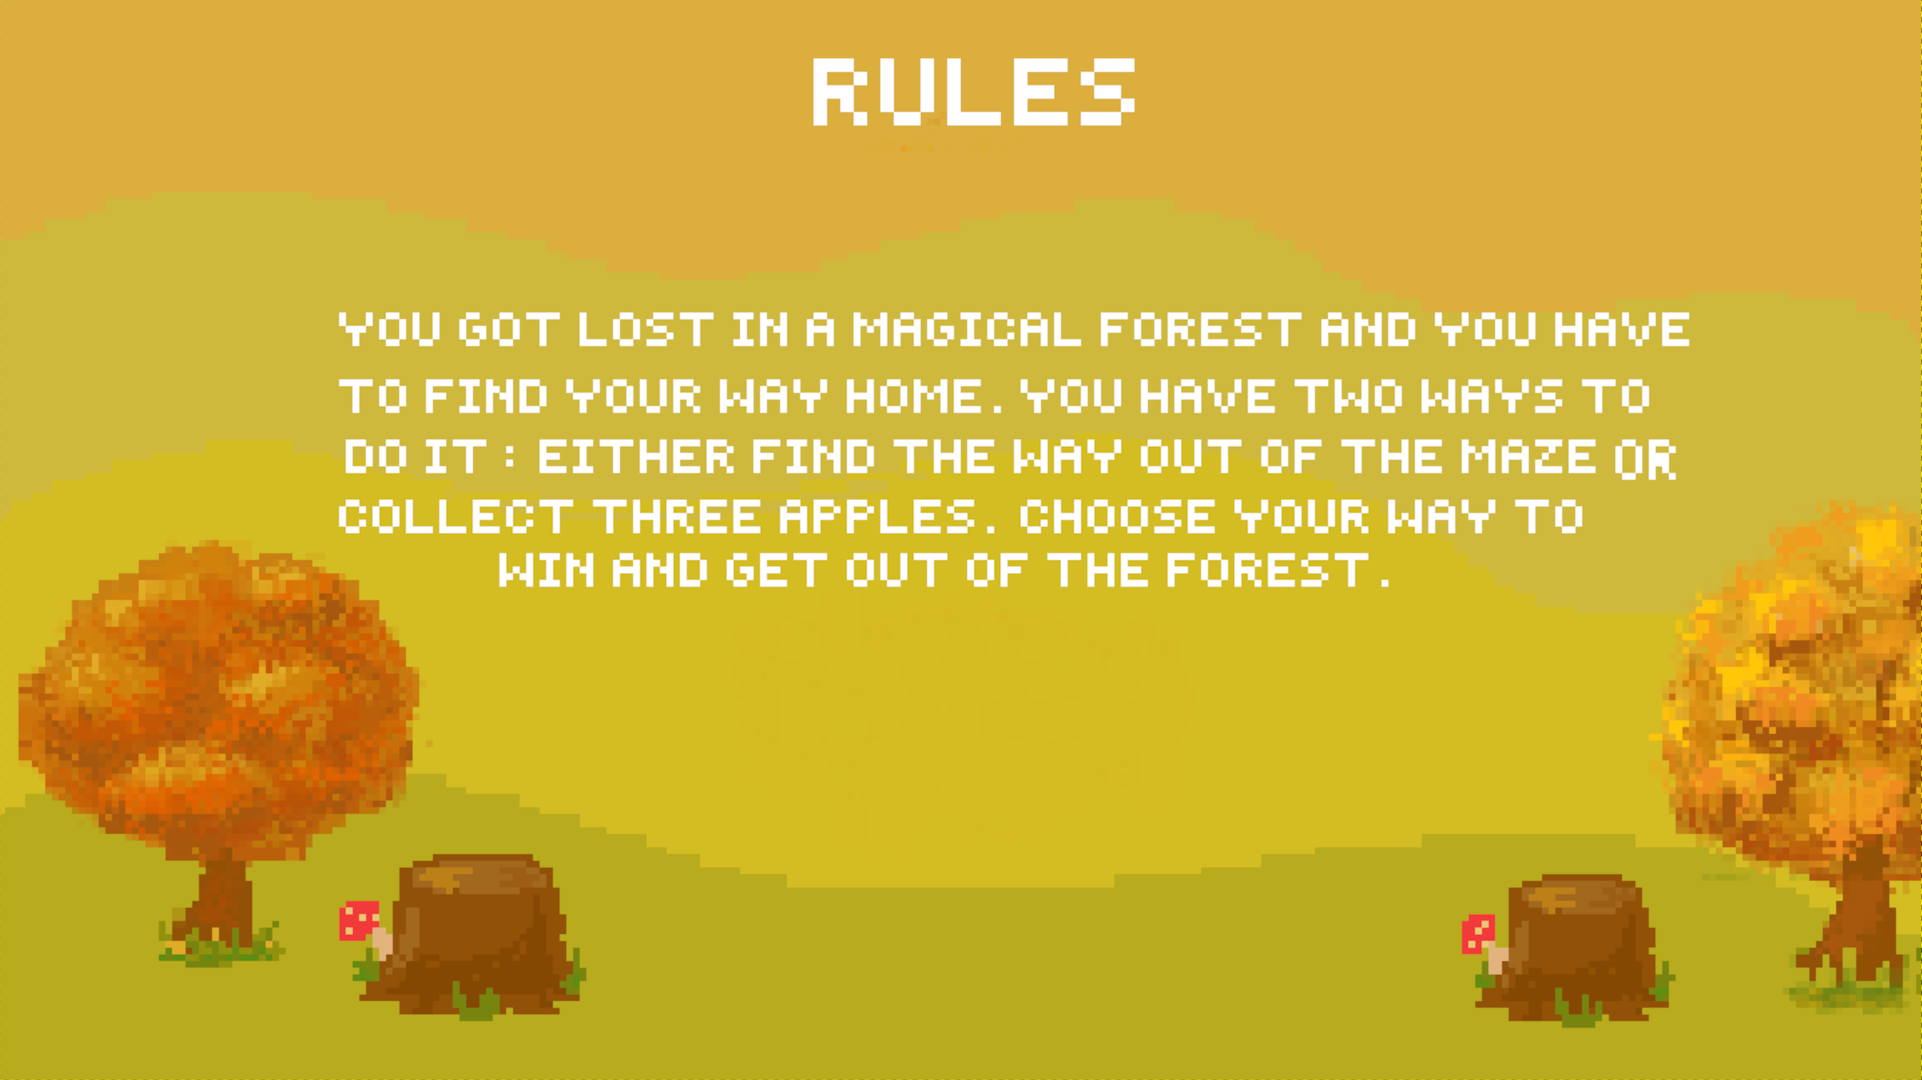 RULES
YOU GOT LOST IN A MAGICAL FOREST AND YOU HAVE
TO FIND YOUR WAY HOME. YOU HAVE TWO WAYS TO
DO IT : EITHER FIND THE WAY OUT OF THE MAZE OR
COLLECT THREE APPLES. CHOOSE YOUR WAY TO
WIN AND GET OUT OF THE FOREST.